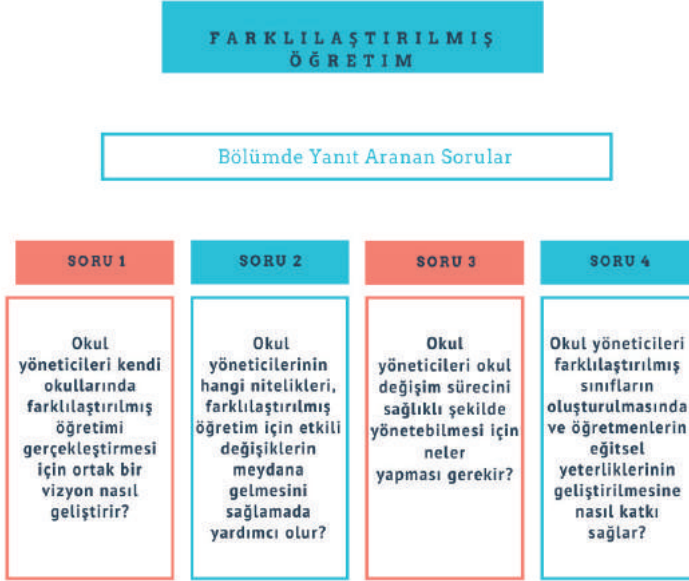 FARKLILAŞTIRILMIŞ
ÖĞRETIM
Bölümde Yanıt Aranan Sorular
SORU 1
Okul
yöneticileri kendi
okullarında
farklılaştırılmış
öğretimi
gerçekleştirmesi
için ortak bir
vizyon nasıl
geliştirir?
SORU 2
Okul
yöneticilerinin
hangi nitelikleri,
farklılaştırılmış
öğretim için etkili
değişiklerin
meydana
gelmesini
sağlamada
yardımcı olur?
SORU 3
Okul
yöneticileri okul
değişim sürecini
sağlıklı şekilde
yönetebilmesi için
neler
yapması gerekir?
SORU 4
Okul yöneticileri
farklılaştırılmış
sınıfların
oluşturulmasında
ve öğretmenlerin
eğitsel
yeterliklerinin
geliştirilmesine
nasıl katkı
sağlar?